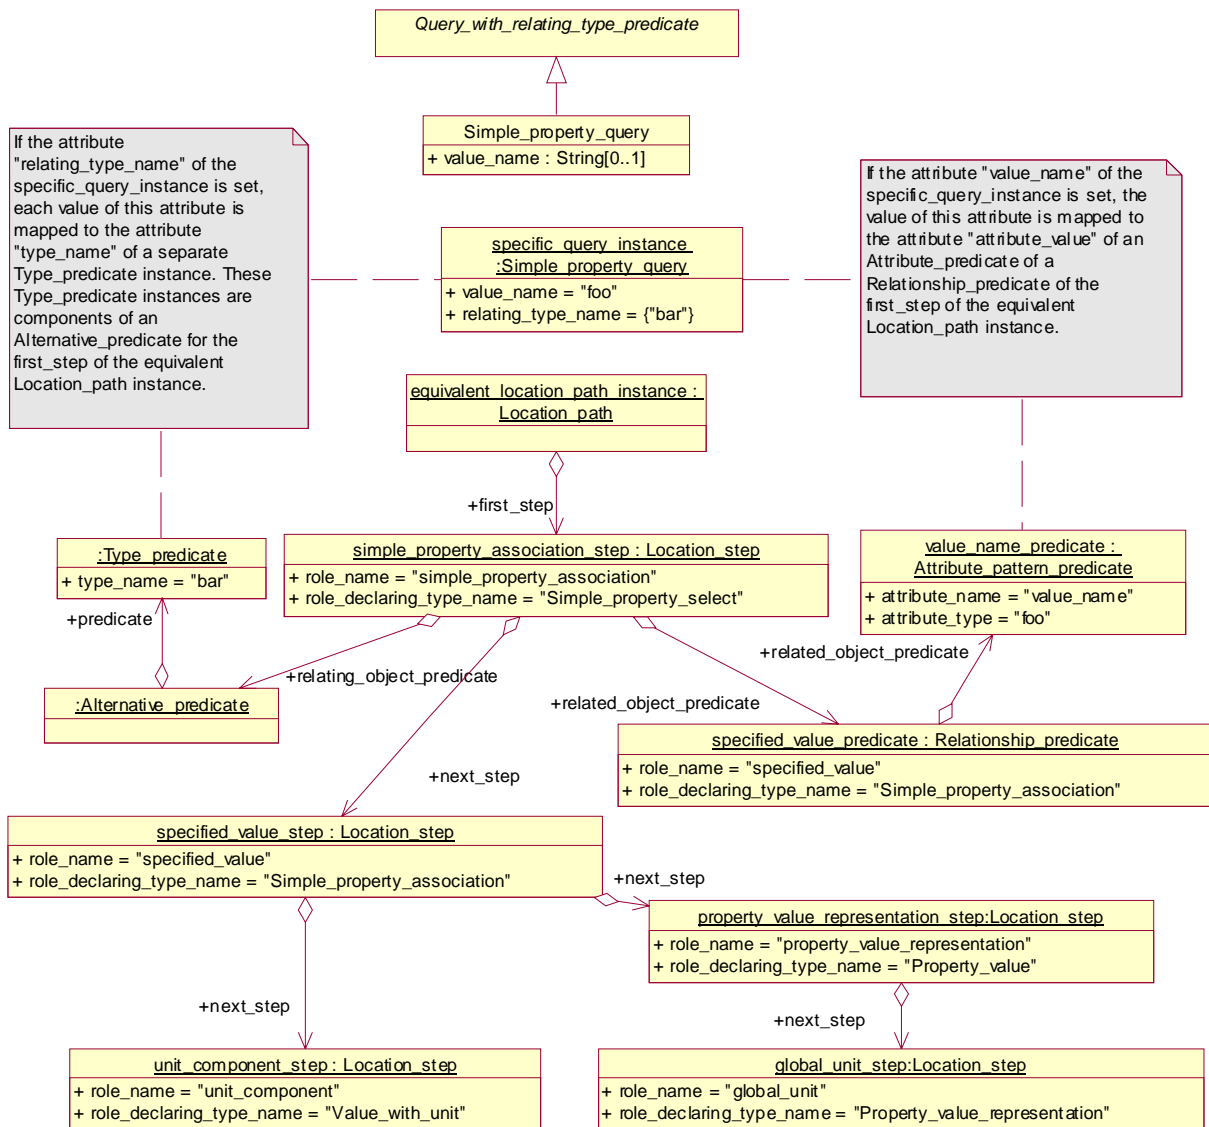 Query_with_relating_type_predicate
Simple_property_query
+ value_name : String[0..1]
If the attribute
"relating_type_name" of the
specific_query_instance is set,
each value of this attribute is
mapped to the attribute
"type_name" of a separate
Type_predicate instance. These
Type_predicate instances are
components of an
Alternative_predicate for the
first_step of the equivalent
Location_path instance.
specific_query_instance
:Simple_property_query
+ value_name = "foo"
+ relating_type_name = {"bar"}
If the attribute "value_name" of the
specific_query_instance is set, the
value of this attribute is mapped to
the attribute "attribute_value" of an
Attribute_predicate of a
Relationship_predicate of the
first_step of the equivalent
Location_path instance.
equivalent_location_path_instance :
Location_path
+first_step
:Type_predicate
+ type_name = "bar"
simple_property_association_step : Location_step
+ role_name = "simple_property_association"
+ role_declaring_type_name = "Simple_property_select"
value_name_predicate :
Attribute_pattern_predicate
+ attribute_name = "value_name"
+ attribute_type = "foo"
+predicate
+relating_object_predicate
+related_object_predicate
+related_object_predicate
:Alternative_predicate
+next_step
specified_value_predicate : Relationship_predicate
+ role_name = "specified_value"
+ role_declaring_type_name = "Simple_property_association"
specified_value_step : Location_step
+ role_name = "specified_value"
+ role_declaring_type_name = "Simple_property_association"
+next_step
property_value_representation_step:Location_step
+ role_name = "property_value_representation"
+ role_declaring_type_name = "Property_value"
+next_step
+next_step
unit_component_step : Location_step
+ role_name = "unit_component"
+ role_declaring_type_name = "Value_with_unit"
global_unit_step:Location_step
+ role_name = "global_unit"
+ role_declaring_type_name = "Property_value_representation"